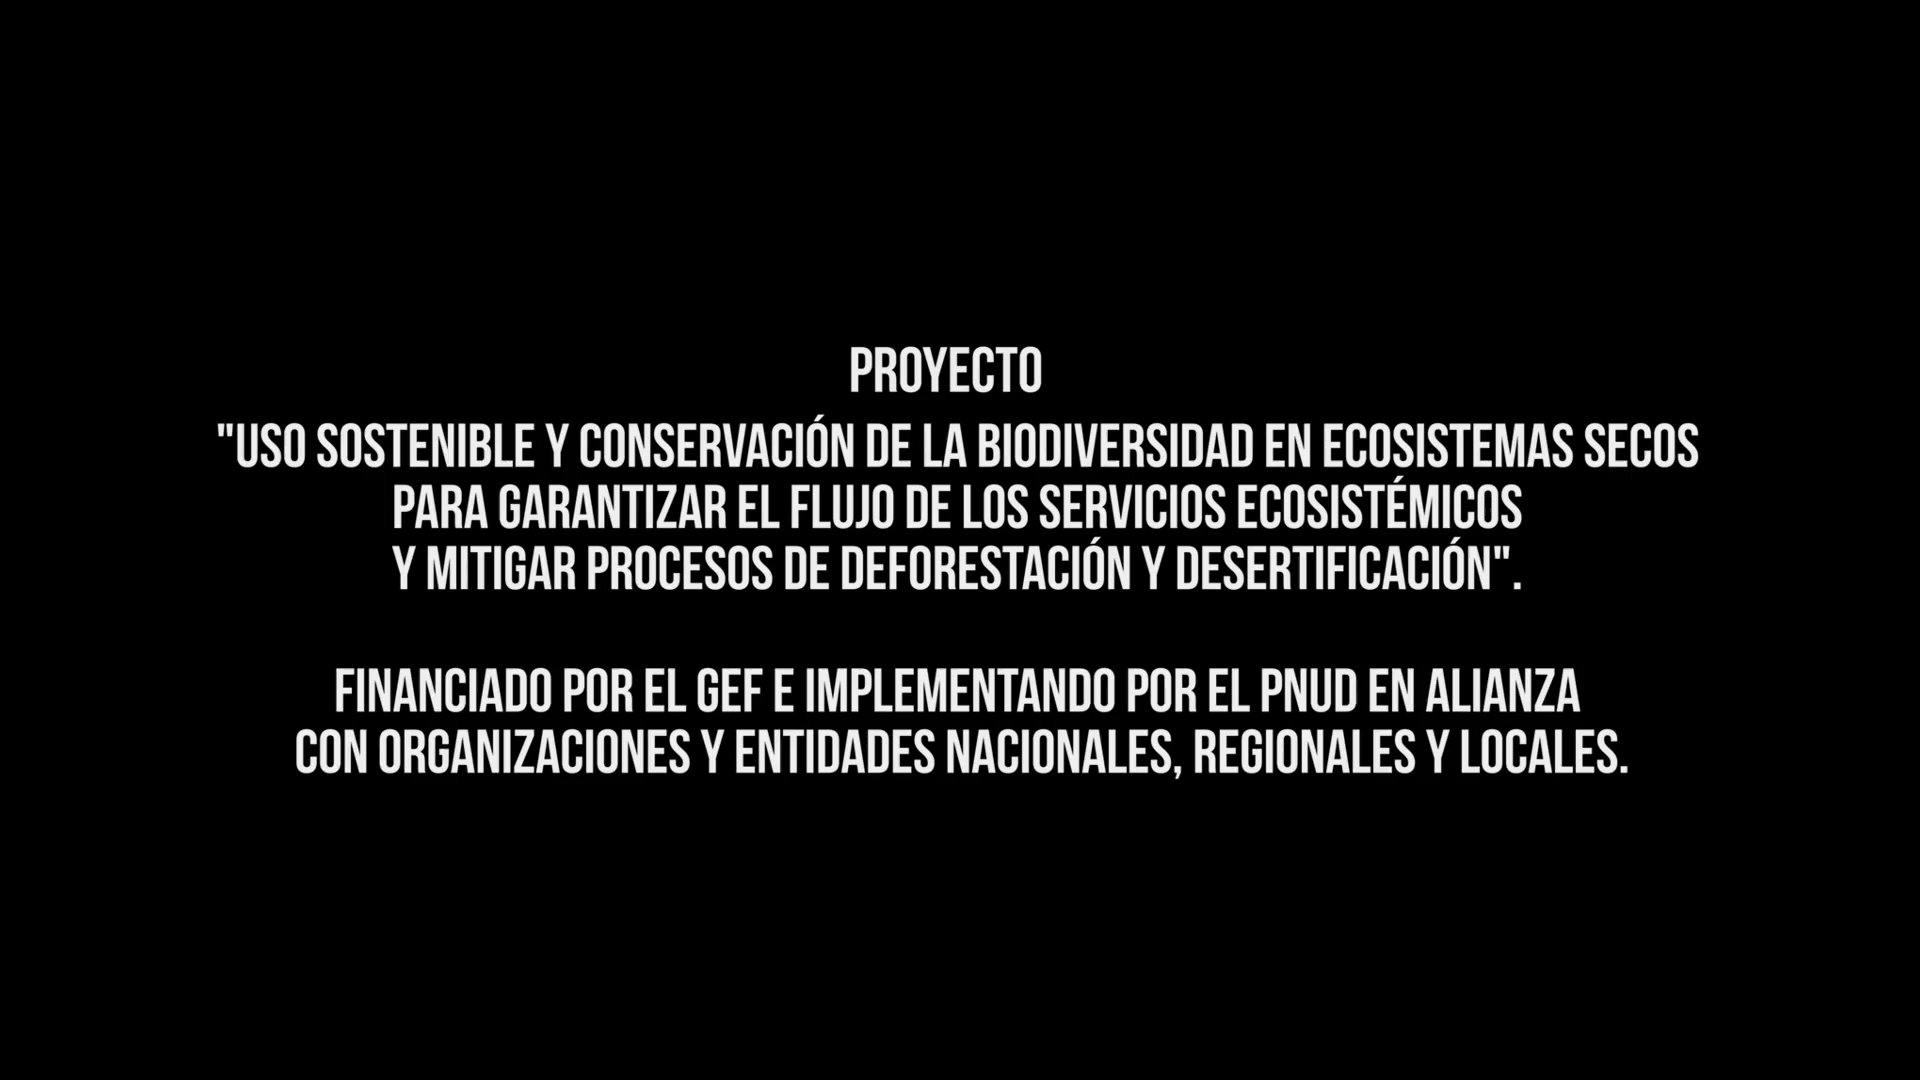 PROYECTO
"USO SOSTENIBLE Y CONSERVACIÓN DE LA BIODIVERSIDAD EN ECOSISTEMAS SECOS
PARA GARANTIZAR EL FLUJO DE LOS SERVICIOS ECOSISTÉMICOS
Y MITIGAR PROCESOS DE DEFORESTACIÓN Y DESERTIFICACIÓN".
FINANCIADO POR EL GEF E IMPLEMENTANDO POR EL PNUD EN ALIANZA
CON ORGANIZACIONES Y ENTIDADES NACIONALES, REGIONALES Y LOCALES.